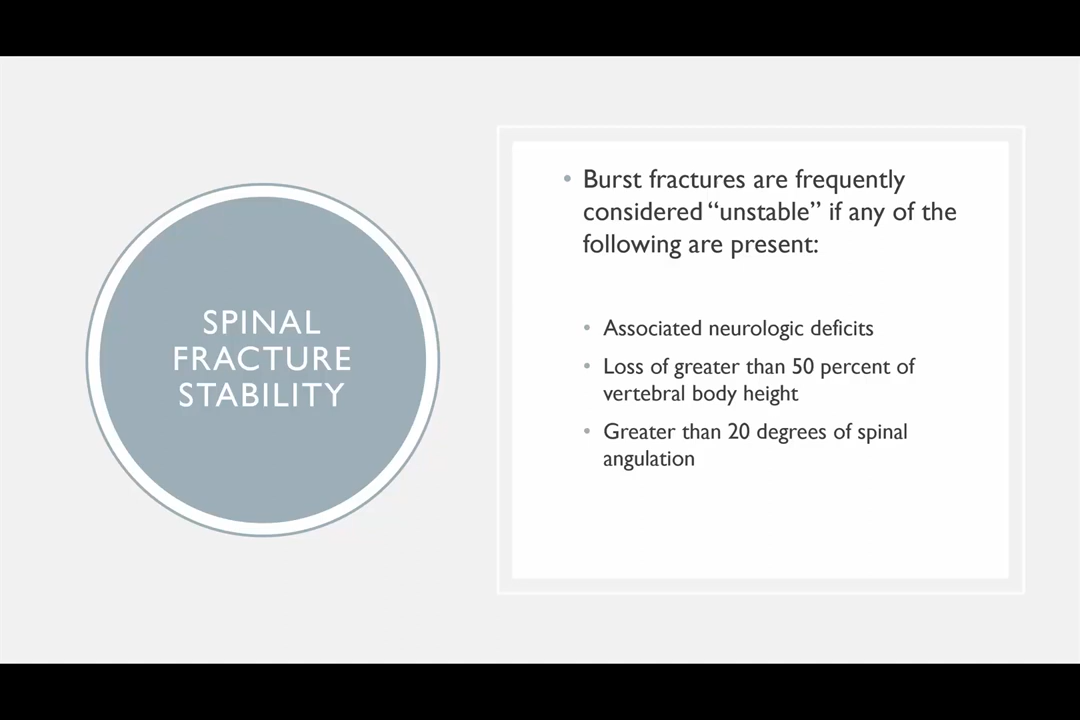 SPINAL
FRACTURE
STABILITY
• Burst fractures are frequently
considered “unstable” if any of the
following are present:
• Associated neurologic deficits
• Loss of greater than 50 percent of
vertebral body height
• Greater than 20 degrees of spinal
angulation